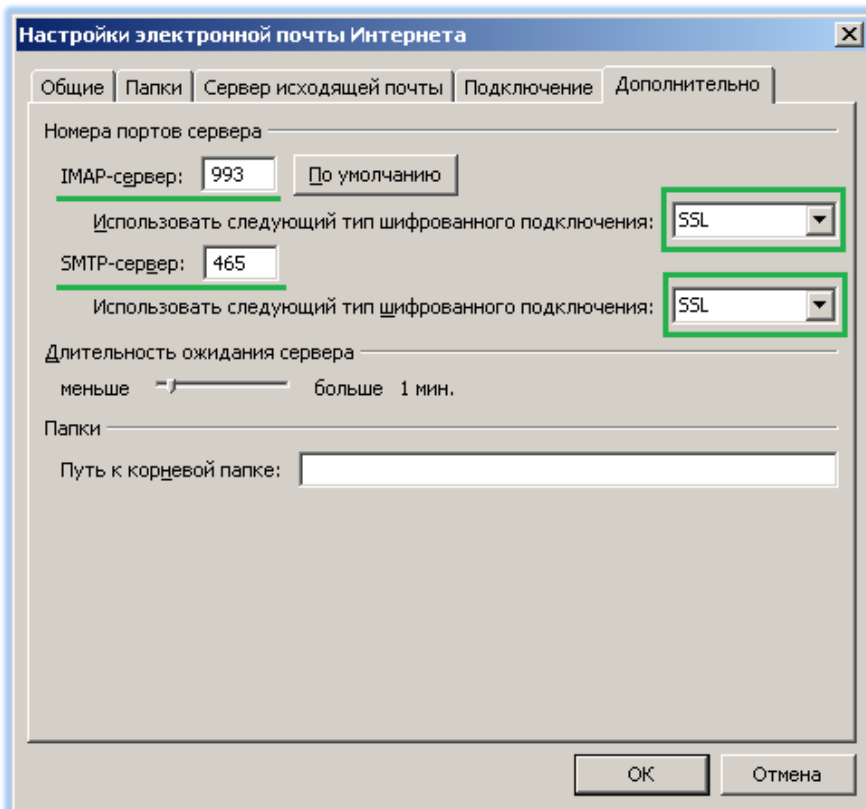 Настройки электронной почты Интернета
Общие Папки Сервер исходящей почты Подключение Дополнительно
Номера портов сервера
IMAP-сервер: 993 По умолчанию
Использовать следующий тип шифрованного подключения: SSL
SMTP-сервер: 465
Использовать следующий тип шифрованного подключения: SSL
Длительность ожидания сервера
меньше больше 1 мин.
Папки
Путь к корневой папке:
ОК Отмена